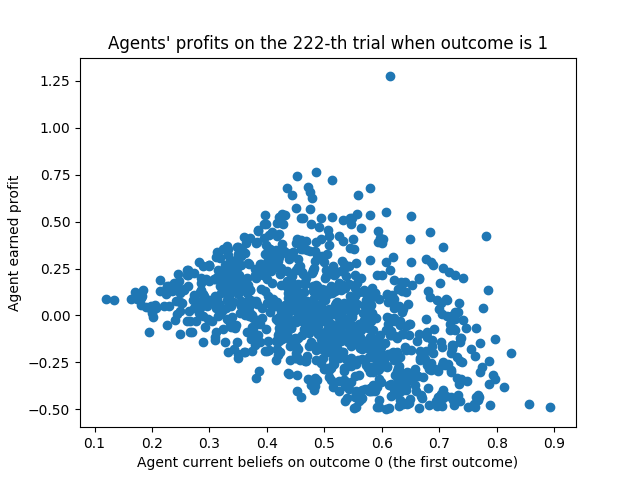 Agents' profits on the 222-th trial when outcome is 1
1.25
1.00
0.75
0.50
0.25
0.00
−0.25
−0.50
Agent earned profit
0.1 0.2 0.3 0.4 0.5 0.6 0.7 0.8 0.9
Agent current beliefs on outcome 0 (the first outcome)